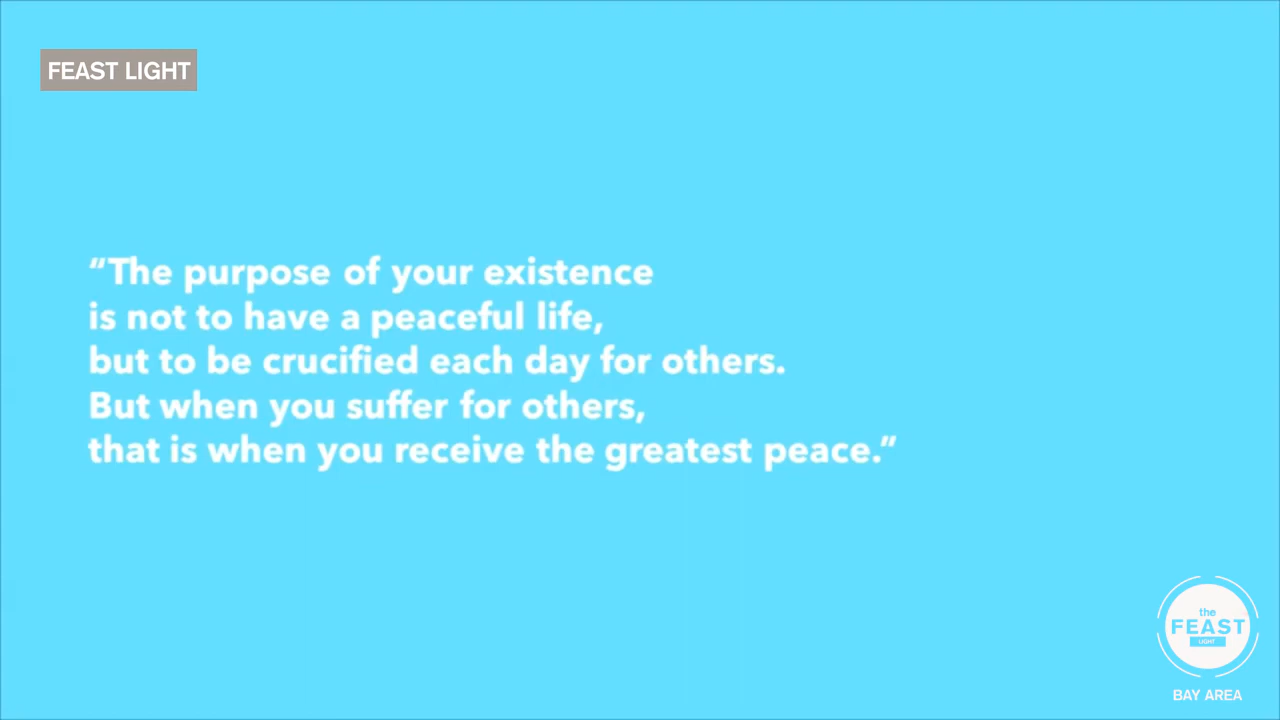 FEAST LIGHT
“The purpose of your existence
is not to have a peaceful life,
but to be crucified each day for others.
But when you suffer for others,
that is when you receive the greatest peace.”
the
FEAST
LIGHT
BAY AREA